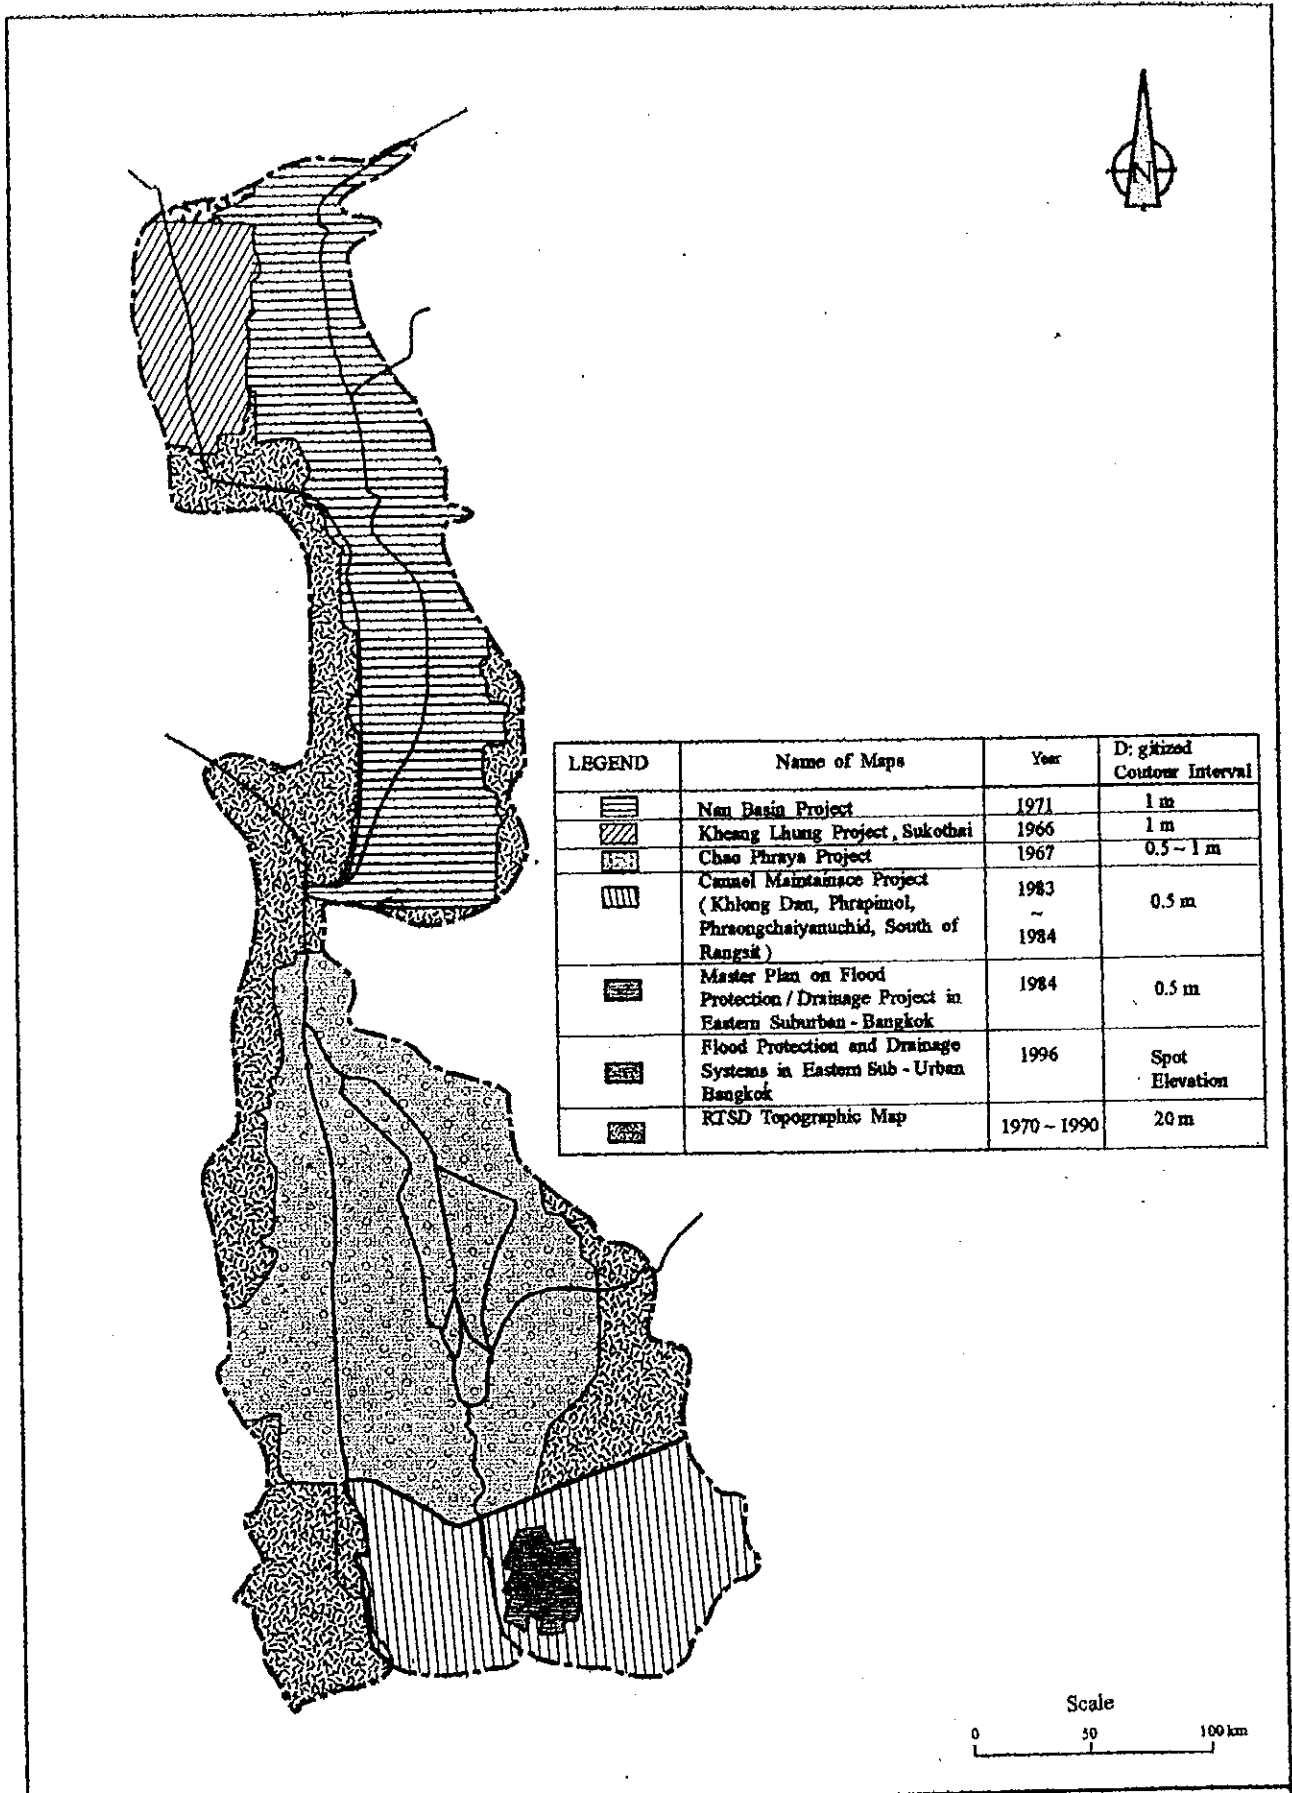 N
LEGEND Name of Maps Year D: gitized
Coutour Interval
Nan Basin Project 1971 1 m
Kheang Lhung Project , Sukothai 1966 1 m
Chao Phraya Project 1967 0.5 ~ 1 m
Cannel Maintainace Project
( Khlong Dan, Phrapimol,
Phraongchaiyanuchid, South of
Rangsit )
1983
~
1984
0.5 m
Master Plan on Flood
Protection / Drainage Project in
Eastern Suburban - Bangkok
1984
0.5 m
Flood Protection and Drainage
Systems in Eastern Sub - Urban
Bangkok
1996
Spot
Elevation
RTSD Topographic Map 1970 ~ 1990 20 m
Scale
0 50 100 km